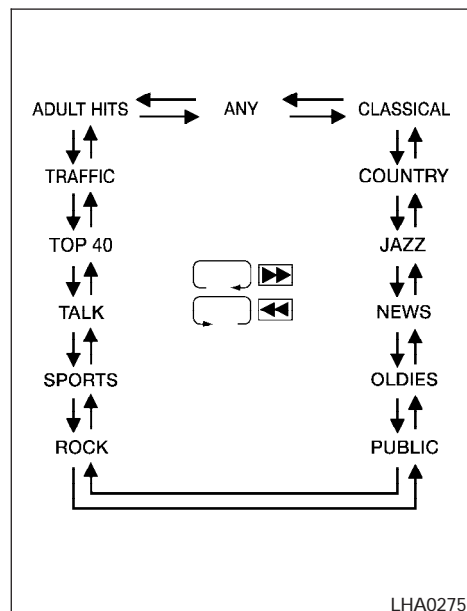 ADULT HITS ANY CLASSICAL
TRAFFIC COUNTRY
TOP 40 JAZZ
TALK NEWS
SPORTS OLDIES
ROCK PUBLIC
LHA0275